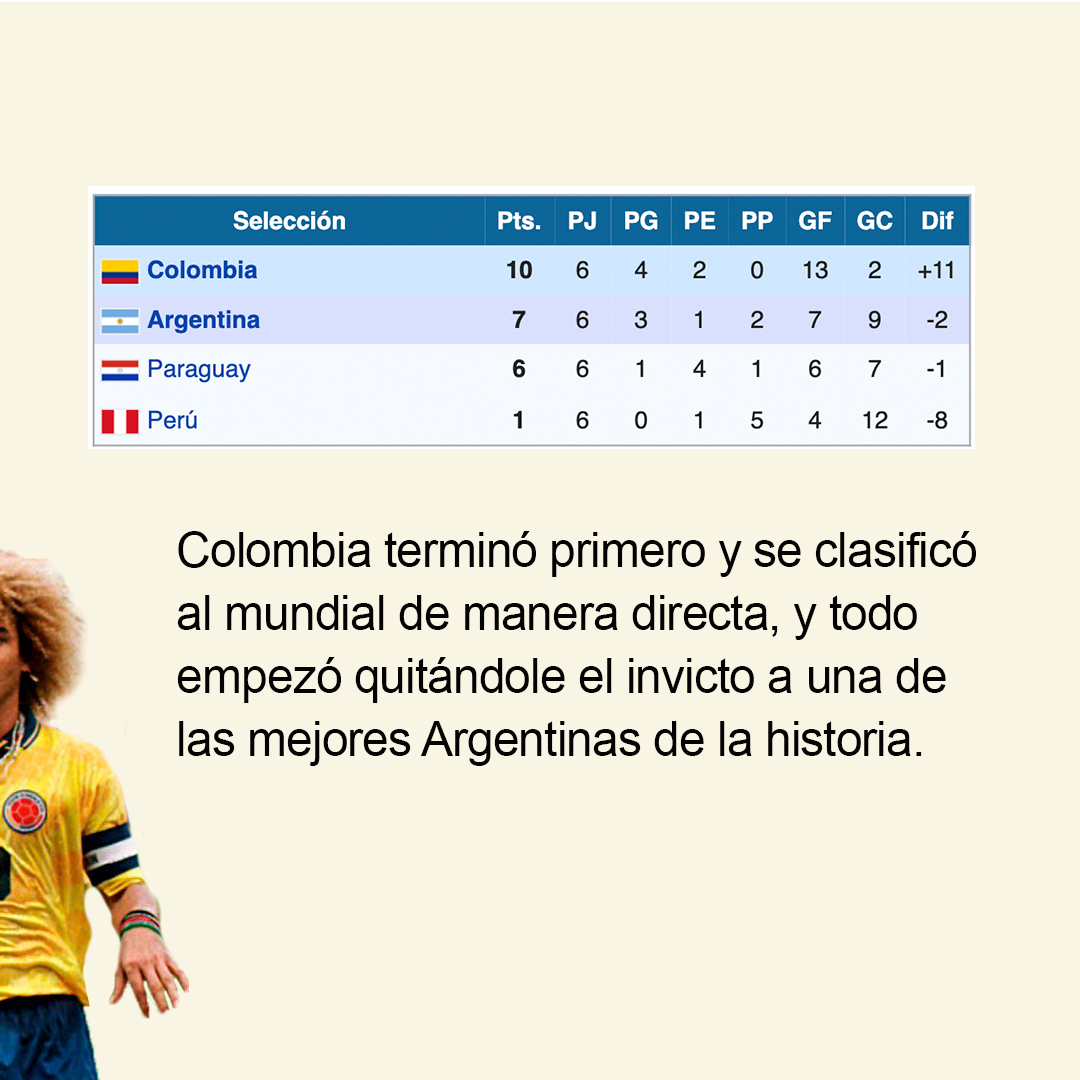 Selección Pts. PJ PG PE PP GF GC Dif
Colombia 10 6 4 2 0 13 2 +11
Argentina 7 6 3 1 2 7 9 -2
Paraguay 6 6 1 4 1 6 7 -1
Perú 1 6 0 1 5 4 12 -8
Colombia terminó primero y se clasificó
al mundial de manera directa, y todo
empezó quitándole el invicto a una de
las mejores Argentinas de la historia.